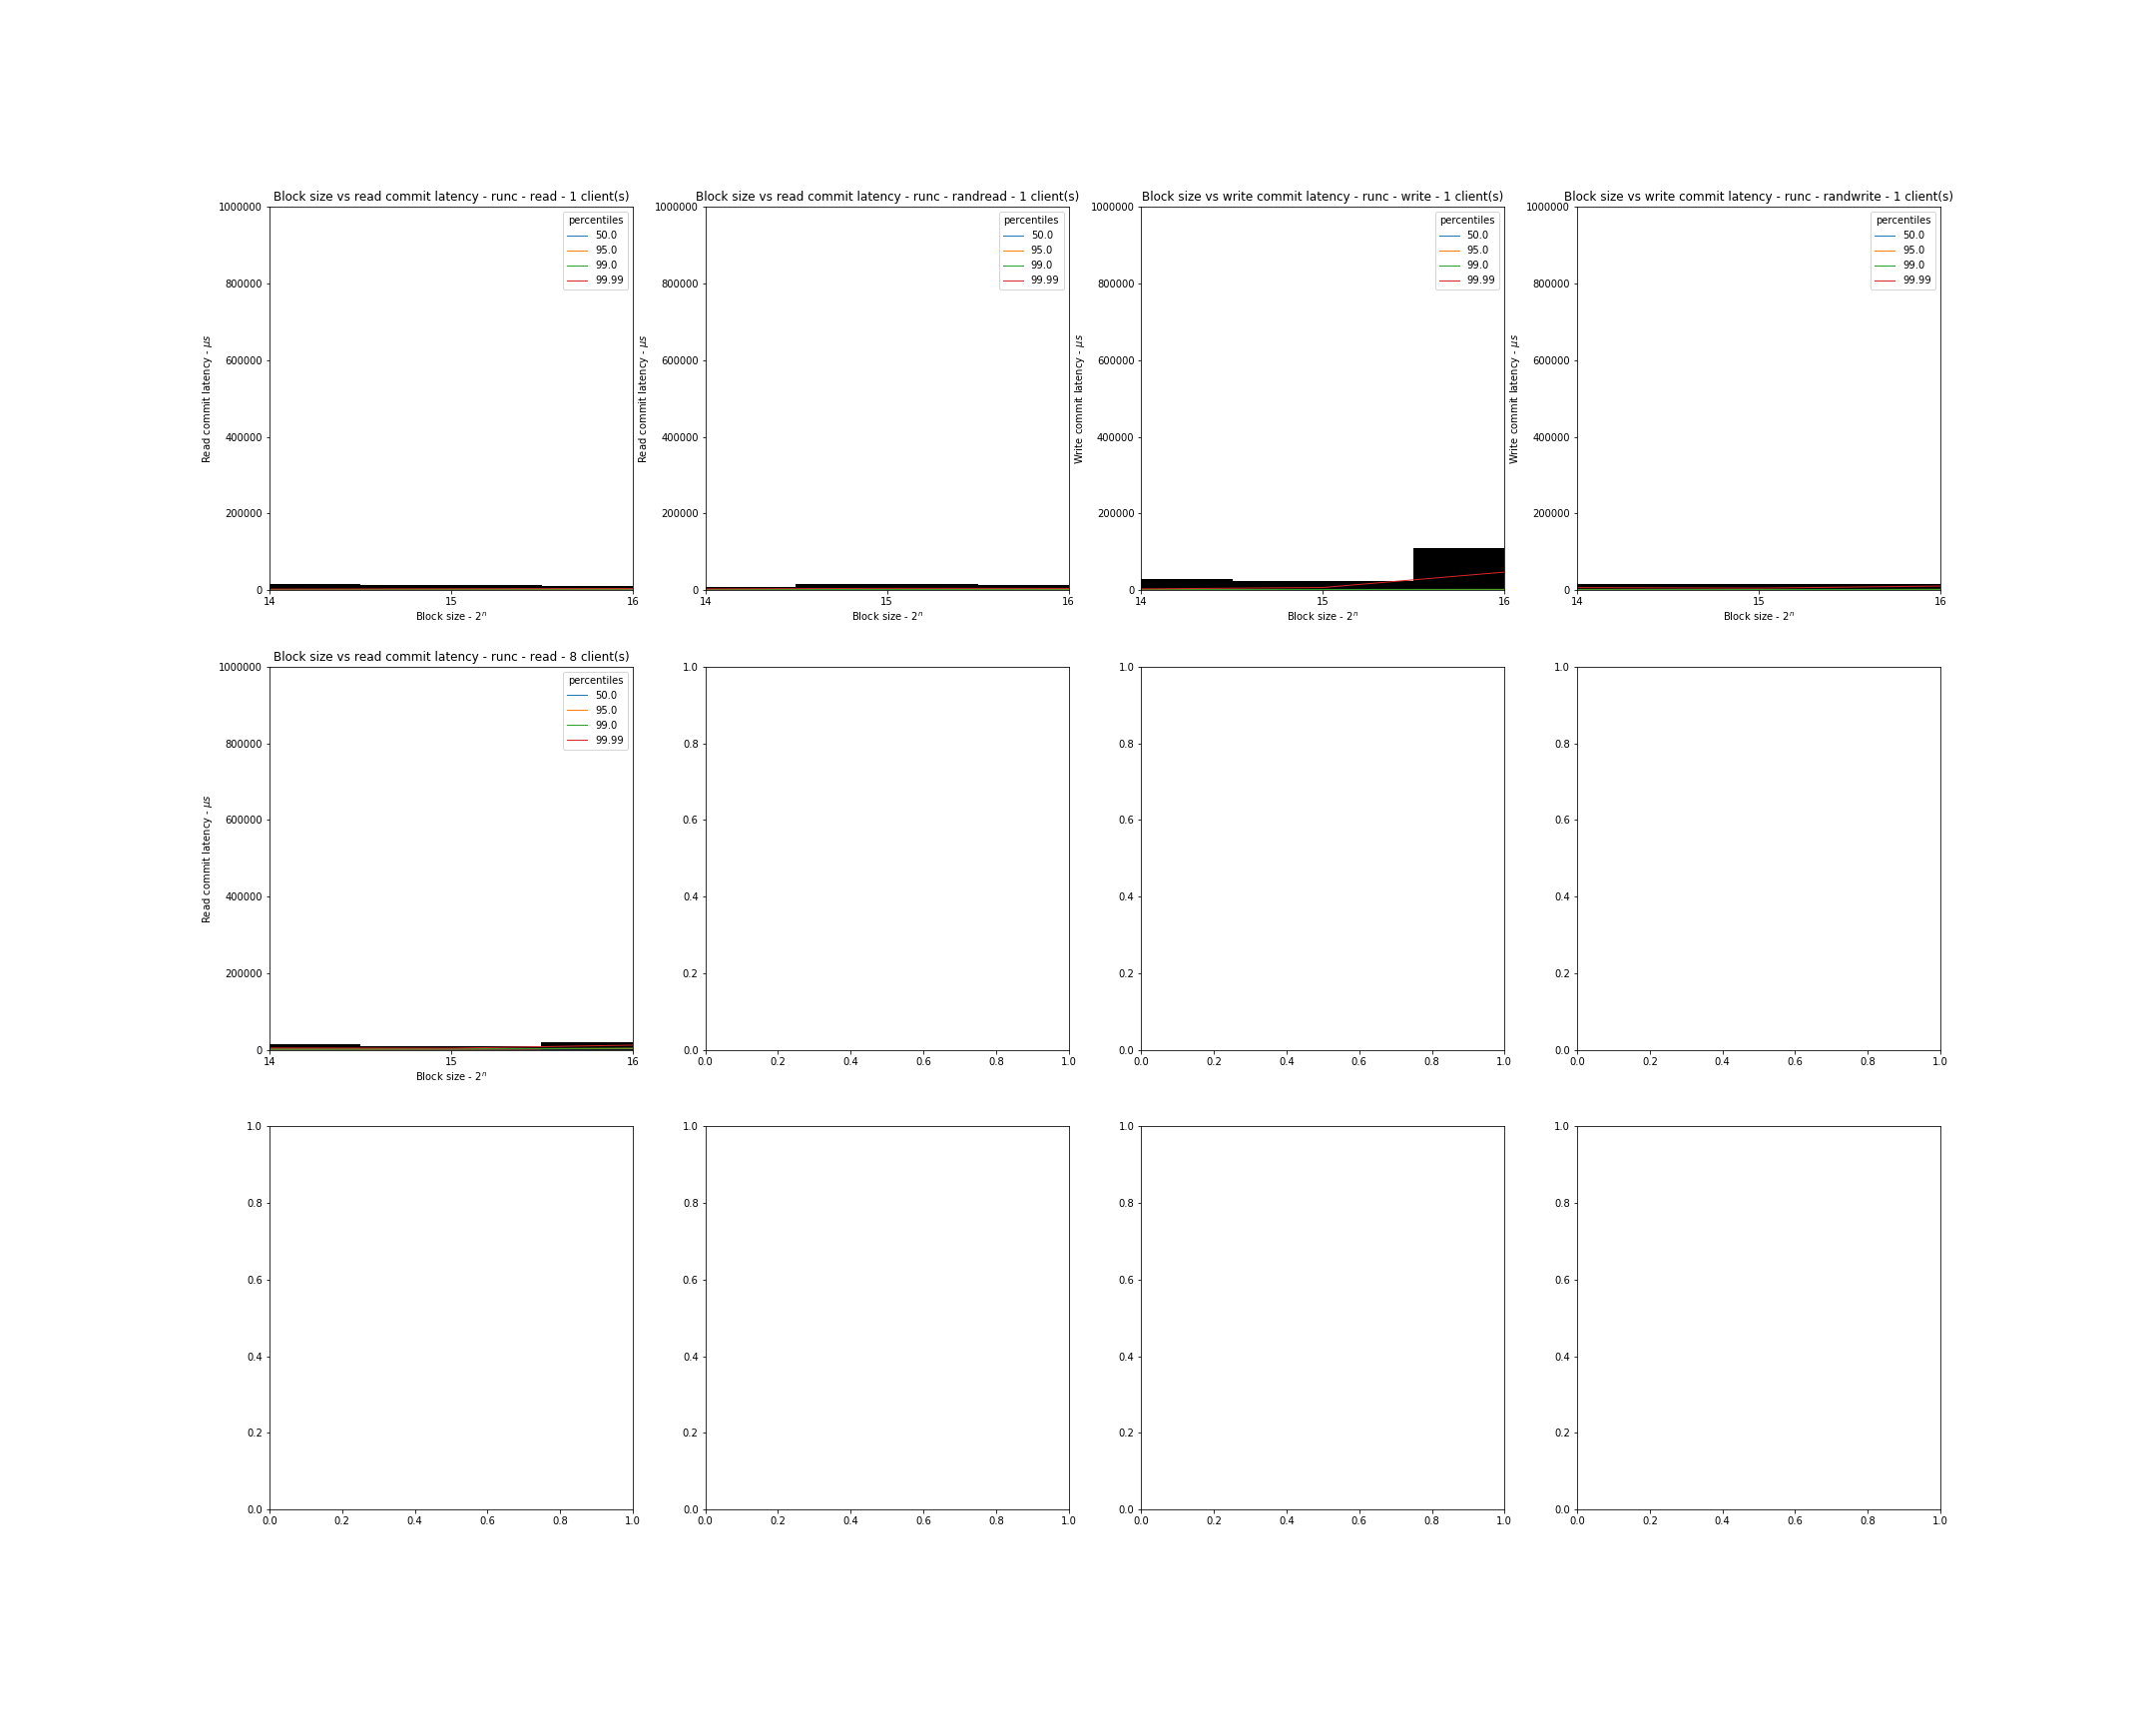 Block size vs read commit latency - runc - read - 1 client(s)
1000000
800000
600000
400000
200000
0
14 15 16
Read commit latency - μs
Block size - 2^n
percentiles
50.0
95.0
99.0
99.99
Block size vs read commit latency - runc - randread - 1 client(s)
1000000
800000
600000
400000
200000
0
14 15 16
Read commit latency - μs
Block size - 2^n
percentiles
50.0
95.0
99.0
99.99
Block size vs write commit latency - runc - write - 1 client(s)
1000000
800000
600000
400000
200000
0
14 15 16
Write commit latency - μs
Block size - 2^n
percentiles
50.0
95.0
99.0
99.99
Block size vs write commit latency - runc - randwrite - 1 client(s)
1000000
800000
600000
400000
200000
0
14 15 16
Write commit latency - μs
Block size - 2^n
percentiles
50.0
95.0
99.0
99.99
Block size vs read commit latency - runc - read - 8 client(s)
1000000
800000
600000
400000
200000
0
14 15 16
Read commit latency - μs
Block size - 2^n
percentiles
50.0
95.0
99.0
99.99
1.0
0.8
0.6
0.4
0.2
0.0
0.0 0.2 0.4 0.6 0.8 1.0
1.0
0.8
0.6
0.4
0.2
0.0
0.0 0.2 0.4 0.6 0.8 1.0
1.0
0.8
0.6
0.4
0.2
0.0
0.0 0.2 0.4 0.6 0.8 1.0
1.0
0.8
0.6
0.4
0.2
0.0
0.0 0.2 0.4 0.6 0.8 1.0
1.0
0.8
0.6
0.4
0.2
0.0
0.0 0.2 0.4 0.6 0.8 1.0
1.0
0.8
0.6
0.4
0.2
0.0
0.0 0.2 0.4 0.6 0.8 1.0
1.0
0.8
0.6
0.4
0.2
0.0
0.0 0.2 0.4 0.6 0.8 1.0